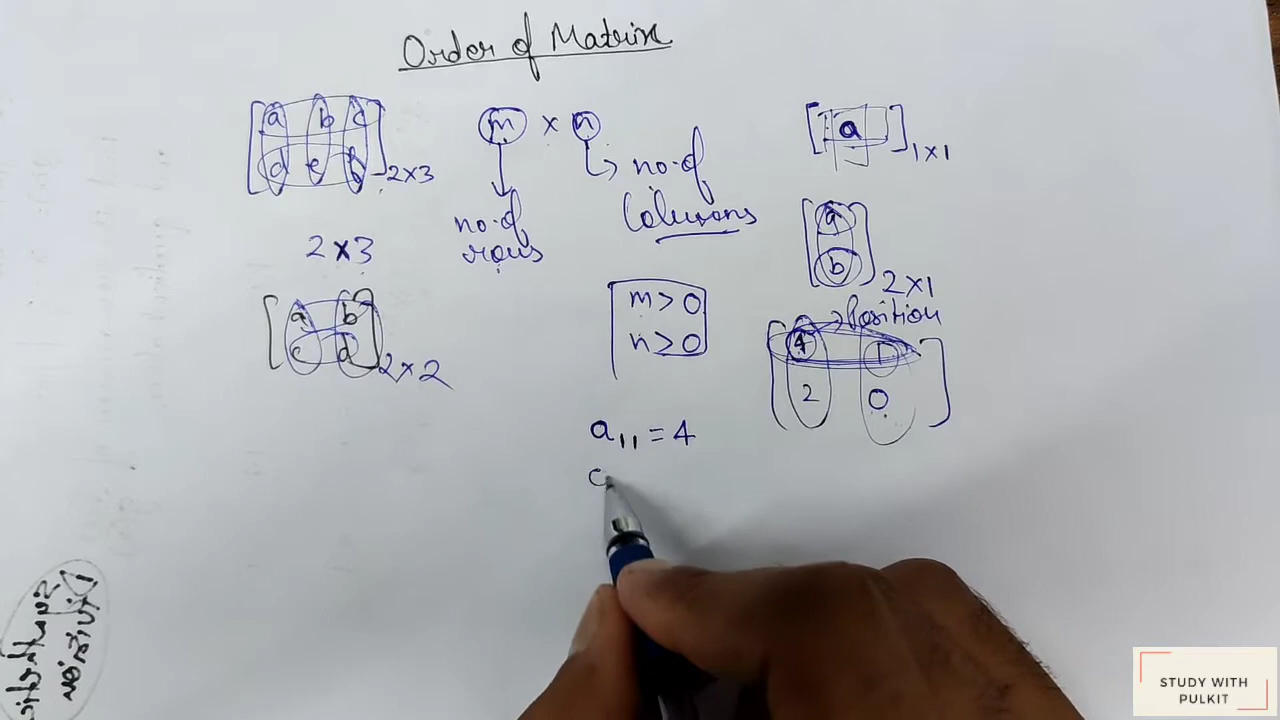 Order of Matrix
[a b c
d e f] 2×3
m × n
no. of rows
no. of Columns
[a] 1×1
2×3
[a
b] 2×1
m > 0
n > 0
[a b
c d] 2×2
Position
[4 1
2 0]
a₁₁ = 4
STUDY WITH
PULKIT